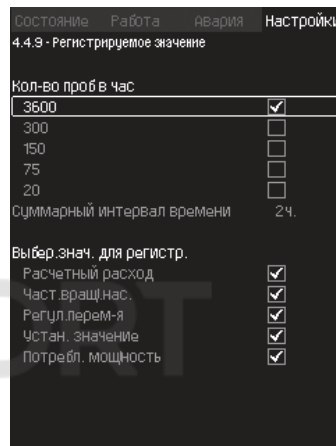 Состояние Работа Авария Настройки
4.4.9 - Регистрируемое значение
Кол-во проб в час
3600
300
150
75
20
Суммарный интервал времени 2ч.
Выбер.знач. для регистр.
Расчетный расход
Част.вращ.нас.
Регул.перем-я
Устан. значение
Потребл. мощность